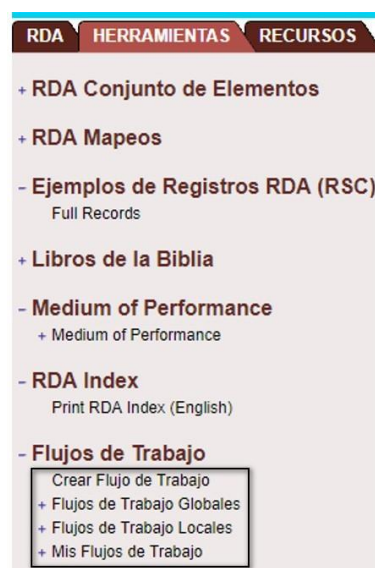 RDA HERRAMIENTAS RECURSOS
+ RDA Conjunto de Elementos
+ RDA Mapeos
- Ejemplos de Registros RDA (RSC)
Full Records
+ Libros de la Biblia
- Medium of Performance
+ Medium of Performance
- RDA Index
Print RDA Index (English)
- Flujos de Trabajo
Crear Flujo de Trabajo
+ Flujos de Trabajo Globales
+ Flujos de Trabajo Locales
+ Mis Flujos de Trabajo